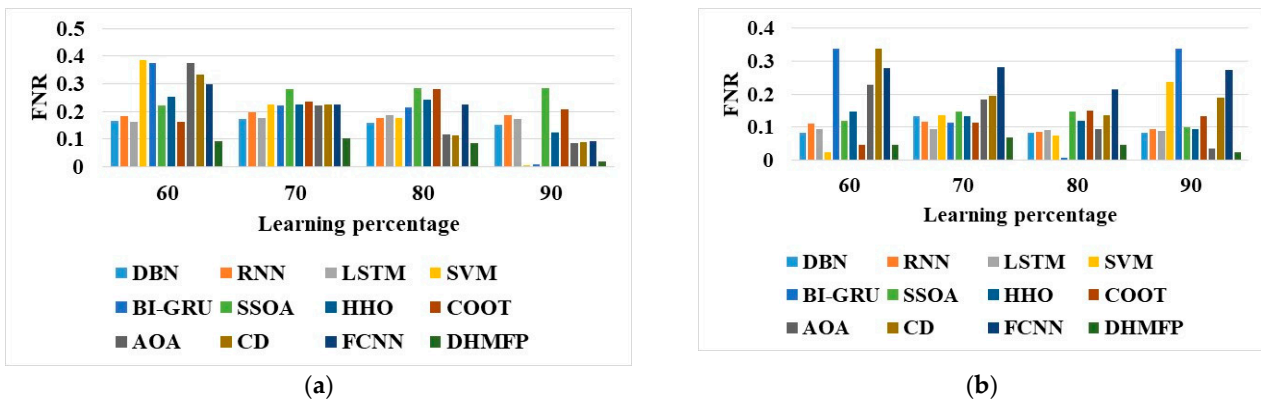 0.5
0.4
0.3
0.2
0.1
0
FNR
60 70 80 90
Learning percentage
DBN RNN LSTM SVM
BI-GRU SSOA HHO COOT
AOA CD FCNN DHMFP
(a)
0.4
0.3
0.2
0.1
0
FNR
60 70 80 90
Learning percentage
DBN RNN LSTM SVM
BI-GRU SSOA HHO COOT
AOA CD FCNN DHMFP
(b)